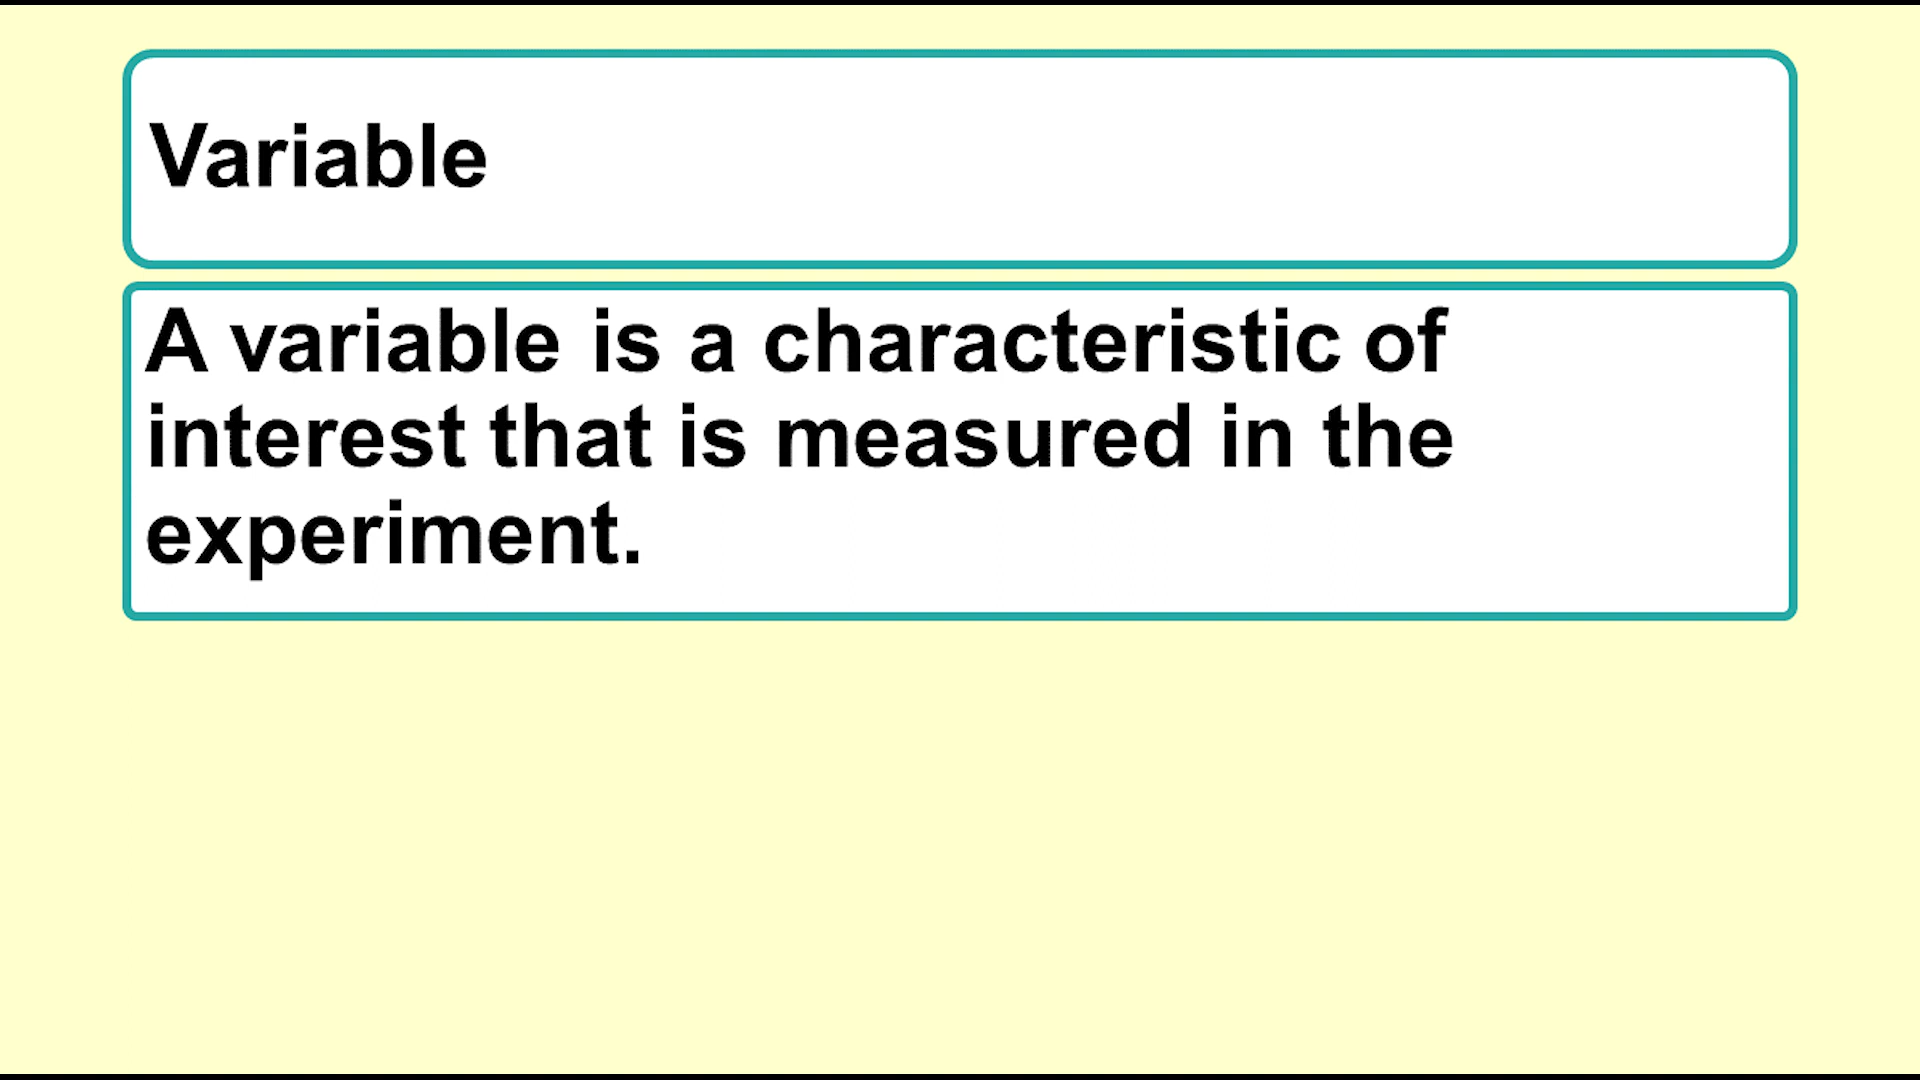 Variable
A variable is a characteristic of
interest that is measured in the
experiment.